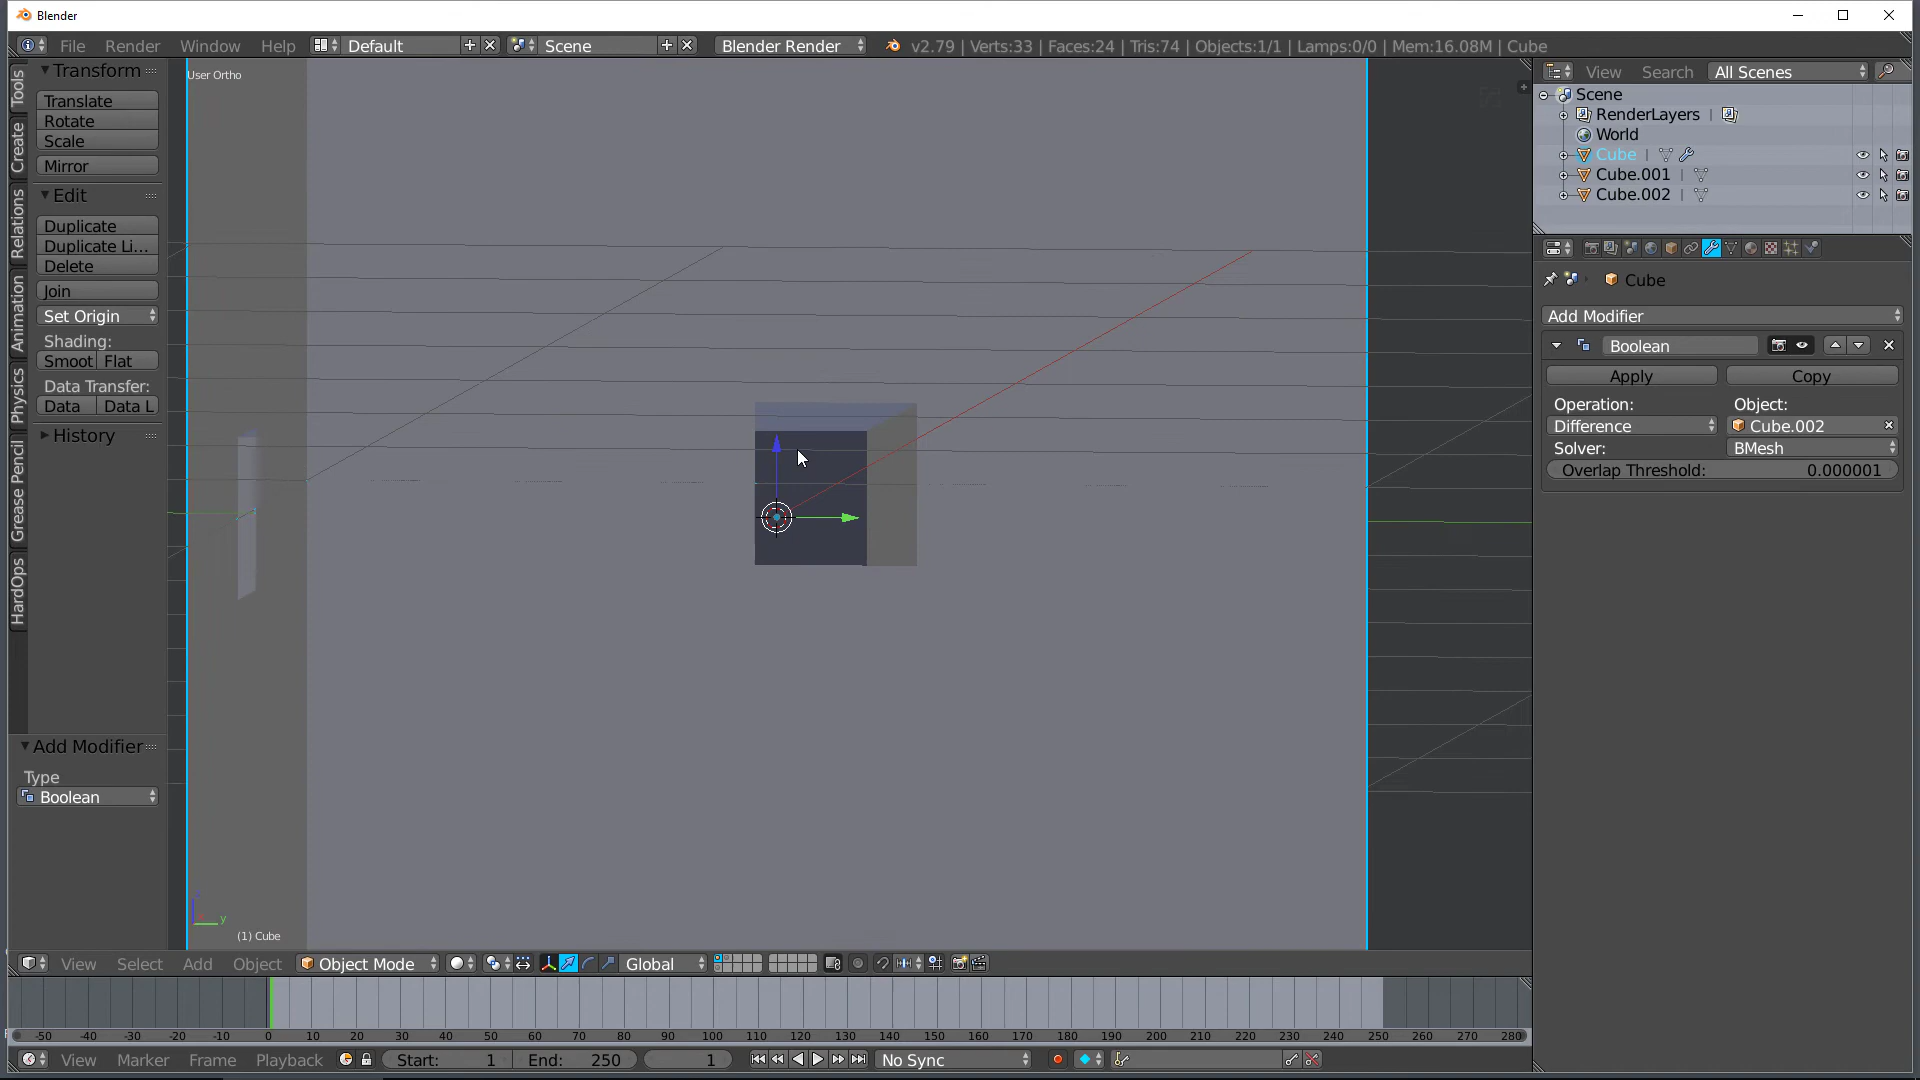 Blender
File Render Window Help Default Scene Blender Render v2.79 | Verts:33 | Faces:24 | Tris:74 | Objects:1/1 | Lamps:0/0 | Mem:16.08M | Cube
Tools
Create
Relations
Animation
Physics
Grease Pencil
HardOps
Transform
Translate
Rotate
Scale
Mirror
Edit
Duplicate
Duplicate Li...
Delete
Join
Set Origin
Shading:
Smoot Flat
Data Transfer:
Data Data L
History
Add Modifier
Type
Boolean
User Ortho
y
(1) Cube
View Search All Scenes
Scene
RenderLayers |
World
Cube |
Cube.001 |
Cube.002 |
Cube
Add Modifier
Boolean
Apply Copy
Operation: Object:
Difference Cube.002
Solver: BMesh
Overlap Threshold: 0.000001
View Select Add Object Object Mode Global
-50 -40 -30 -20 -10 0 10 20 30 40 50 60 70 80 90 100 110 120 130 140 150 160 170 180 190 200 210 220 230 240 250 260 270 280
View Marker Frame Playback Start: 1 End: 250 1 No Sync